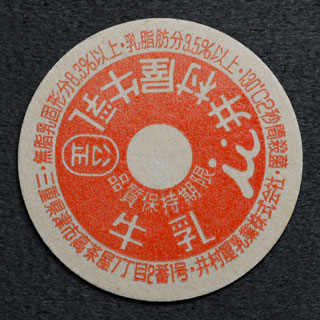 無脂乳固形分8.3%以上・乳脂肪分3.5%以上・130℃2秒間殺菌・
三重県津市高茶屋7丁目2番1号・井村屋乳業株式会社・
井村屋牛乳
公正
品質保持期限